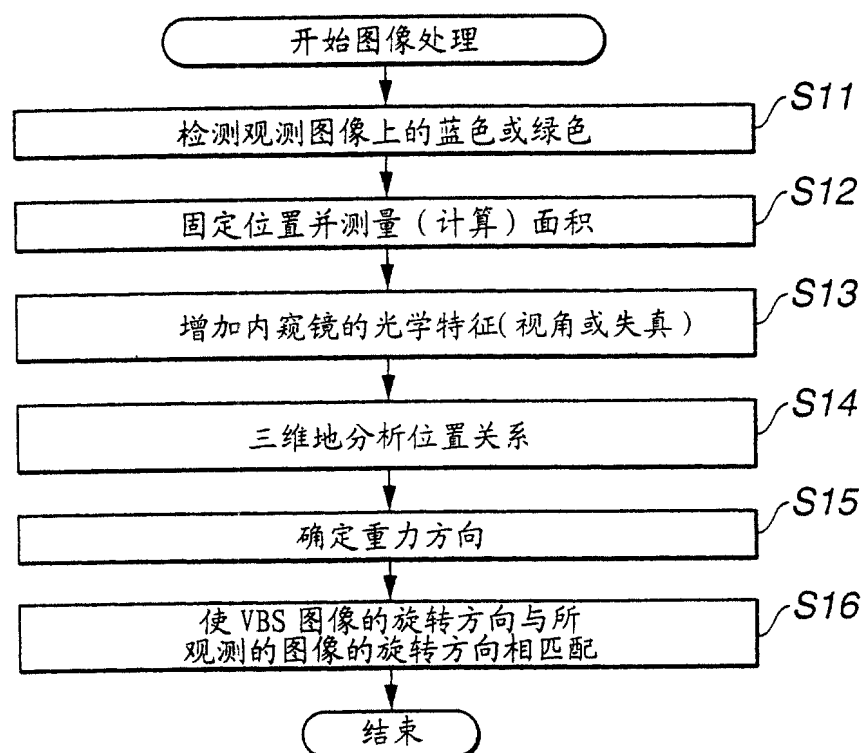 开始图像处理
S11
检测观测图像上的蓝色或绿色
S12
固定位置并测量（计算）面积
S13
增加内窥镜的光学特征（视角或失真）
S14
三维地分析位置关系
S15
确定重力方向
S16
使 VBS 图像的旋转方向与所
观测的图像的旋转方向相匹配
结束